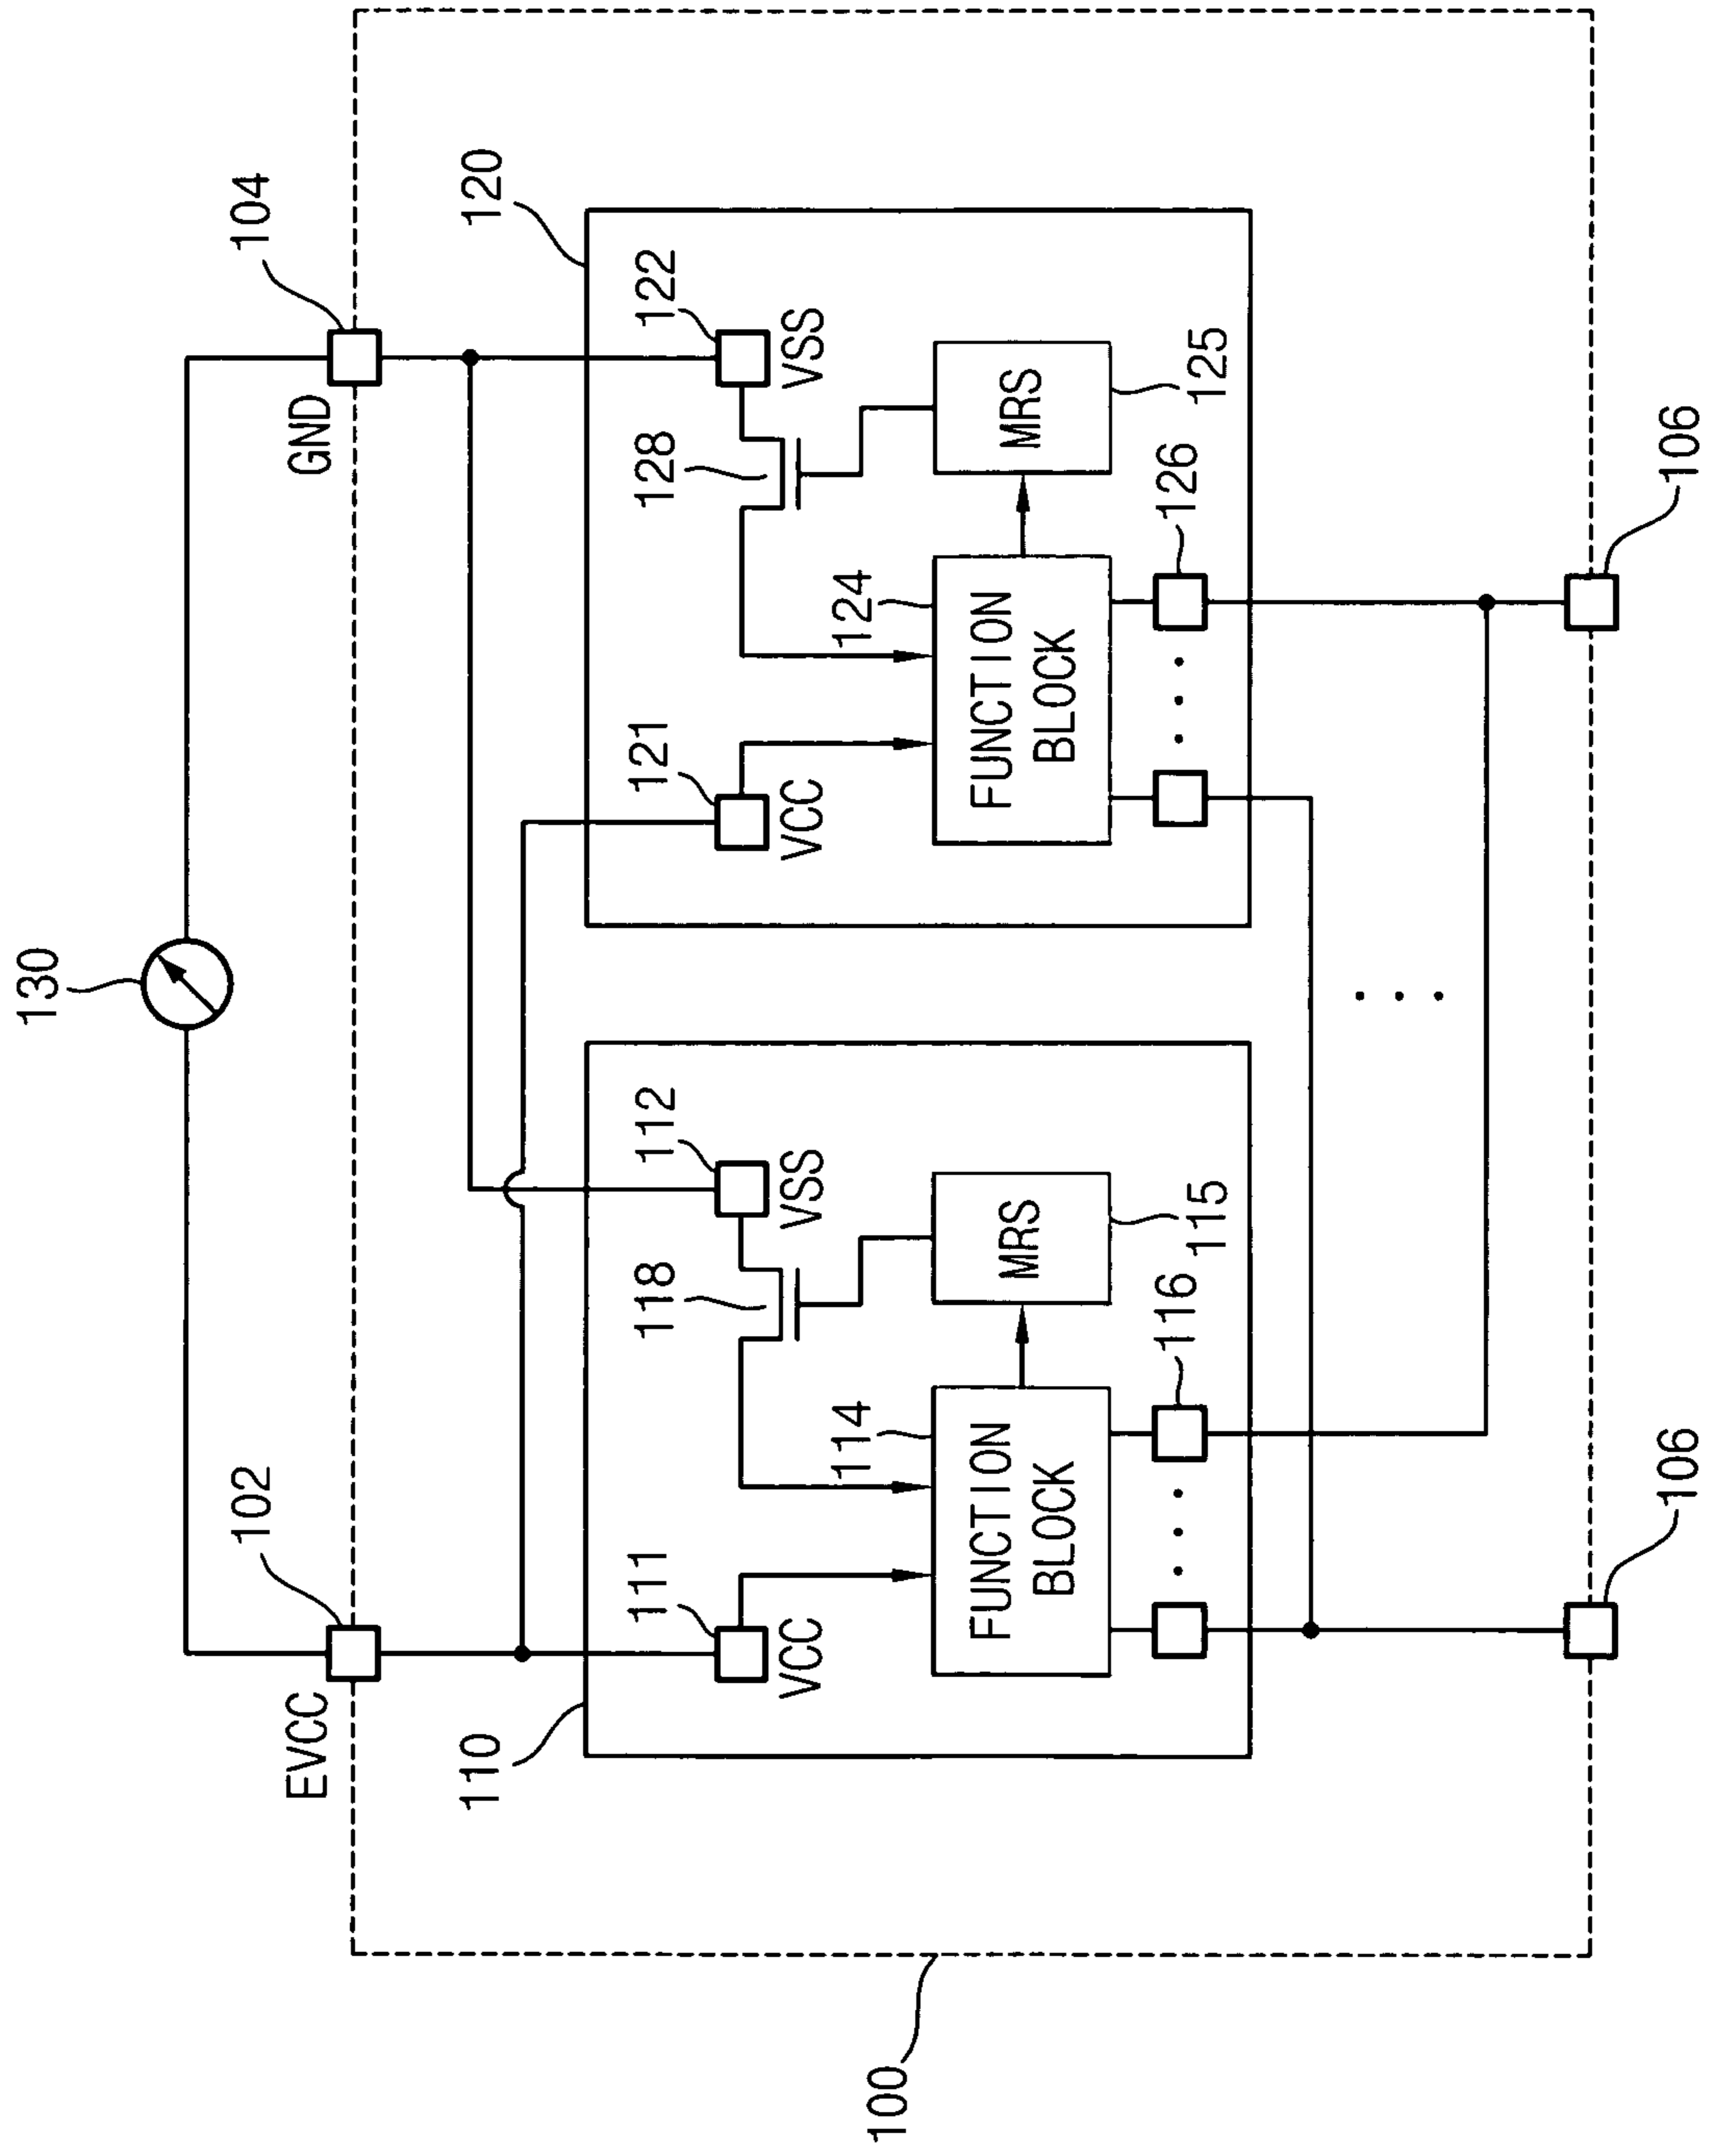 130
EVCC
102
GND
104
110
120
111
VCC
118
112
VSS
121
VCC
128
122
VSS
114
FUNCTION
BLOCK
MRS
115
116
124
FUNCTION
BLOCK
MRS
125
126
106
106
100